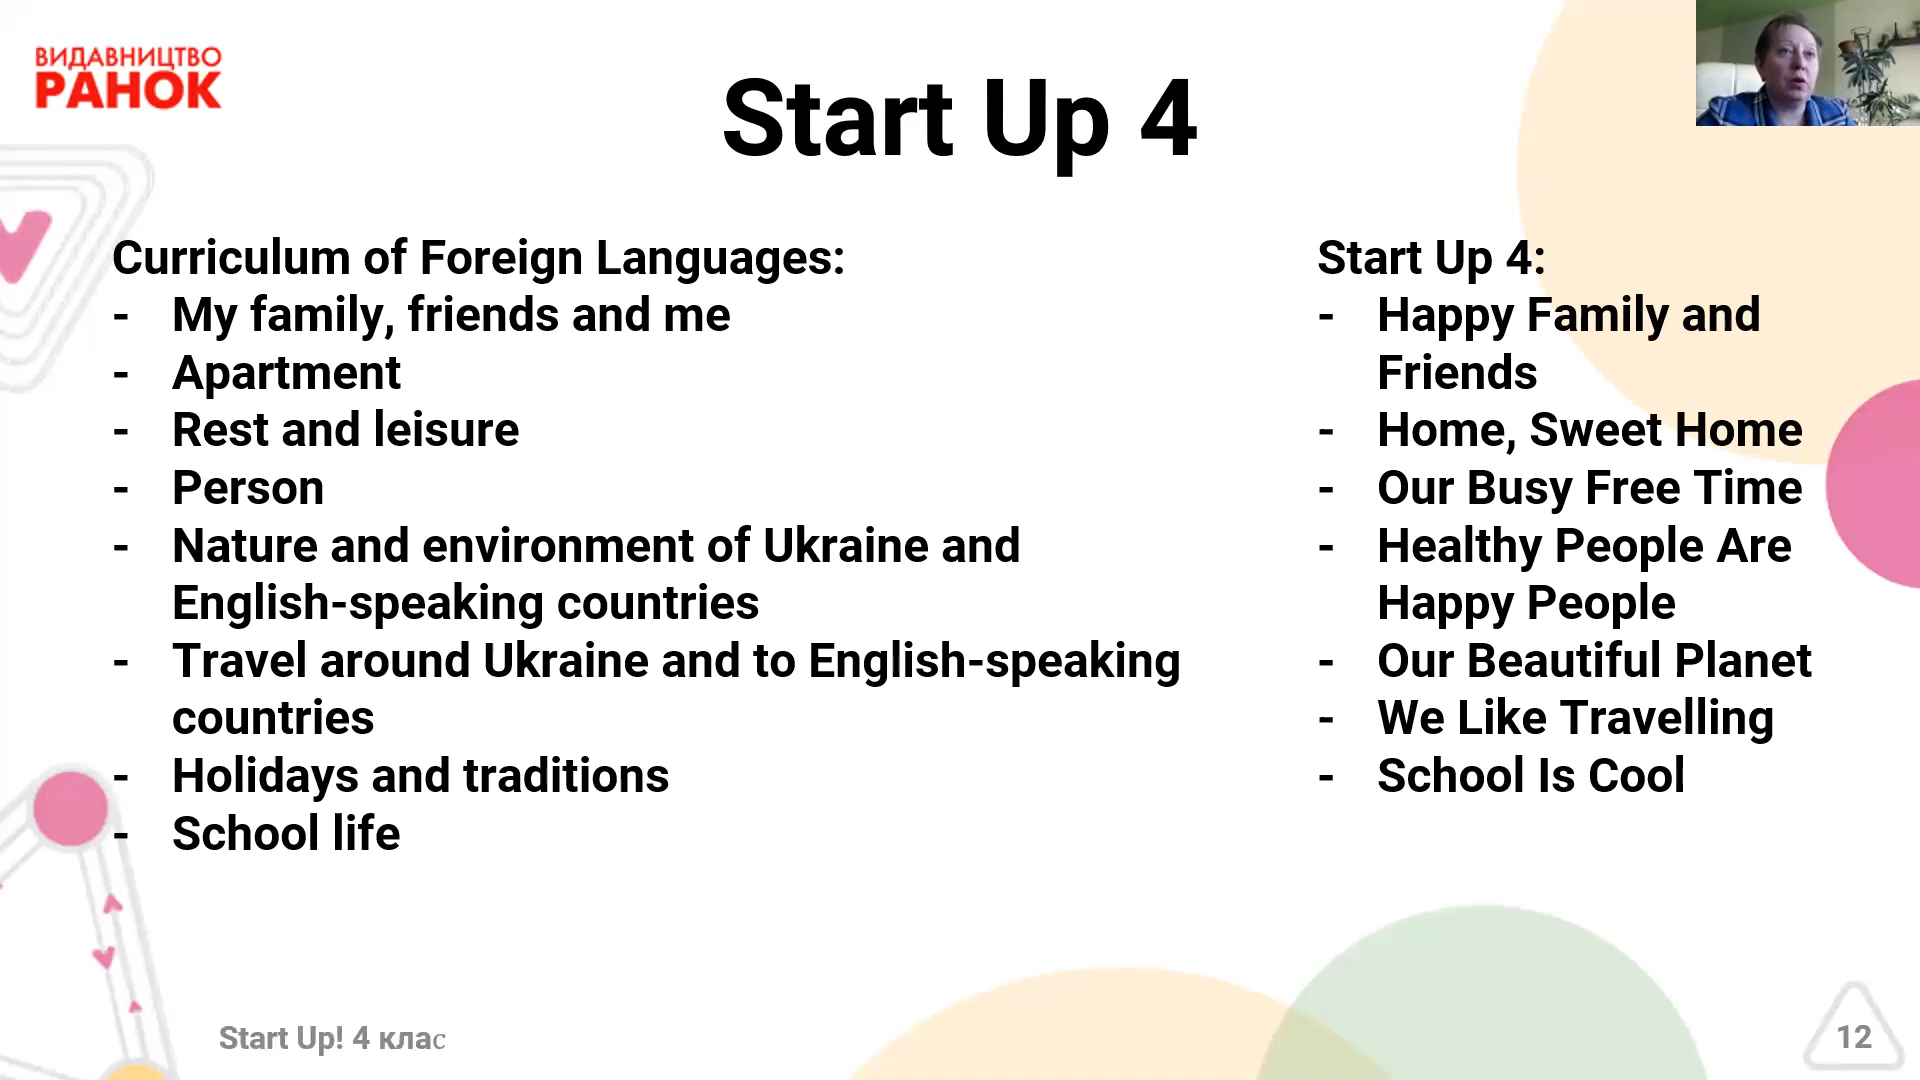 ВИДАВНИЦТВО
РАНОК
Start Up 4
Curriculum of Foreign Languages:
- My family, friends and me
- Apartment
- Rest and leisure
- Person
- Nature and environment of Ukraine and
English-speaking countries
- Travel around Ukraine and to English-speaking
countries
- Holidays and traditions
- School life
Start Up 4:
- Happy Family and
Friends
- Home, Sweet Home
- Our Busy Free Time
- Healthy People Are
Happy People
- Our Beautiful Planet
- We Like Travelling
- School Is Cool
Start Up! 4 клас
12